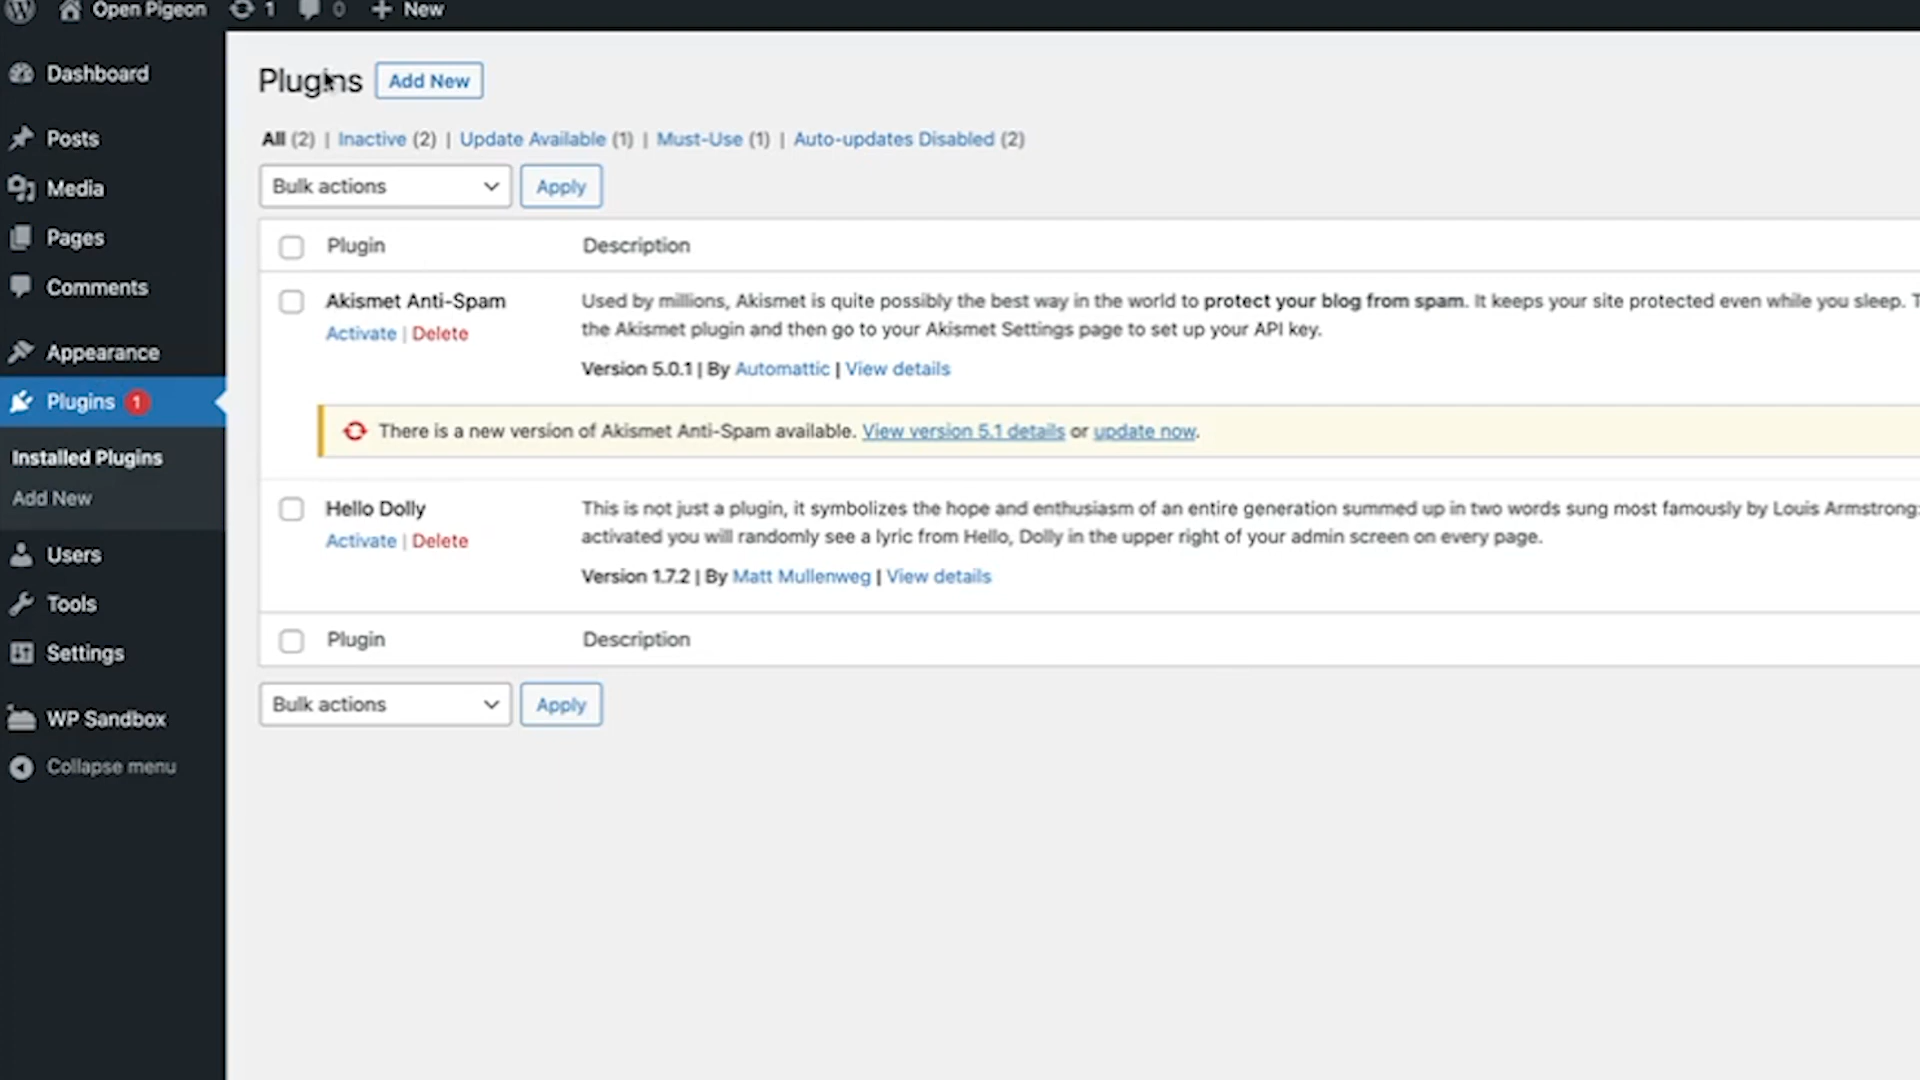 Open Pigeon 1 0 + New
Dashboard
Posts
Media
Pages
Comments
Appearance
Plugins 1
Installed Plugins
Add New
Users
Tools
Settings
WP Sandbox
Collapse menu
Plugins Add New
All (2) | Inactive (2) | Update Available (1) | Must-Use (1) | Auto-updates Disabled (2)
Bulk actions Apply
Plugin Description
Akismet Anti-Spam
Activate | Delete
Used by millions, Akismet is quite possibly the best way in the world to protect your blog from spam. It keeps your site protected even while you sleep. T
the Akismet plugin and then go to your Akismet Settings page to set up your API key.
Version 5.0.1 | By Automattic | View details
There is a new version of Akismet Anti-Spam available. View version 5.1 details or update now.
Hello Dolly
Activate | Delete
This is not just a plugin, it symbolizes the hope and enthusiasm of an entire generation summed up in two words sung most famously by Louis Armstrong:
activated you will randomly see a lyric from Hello, Dolly in the upper right of your admin screen on every page.
Version 1.7.2 | By Matt Mullenweg | View details
Plugin Description
Bulk actions Apply